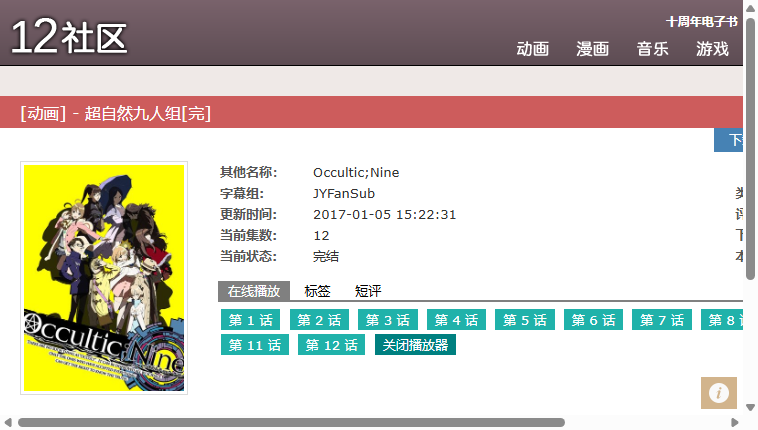 12社区
十周年电子书
动画 漫画 音乐 游戏
[动画] - 超自然九人组[完]
下
其他名称: Occultic;Nine
字幕组: JYFanSub
更新时间: 2017-01-05 15:22:31
当前集数: 12
当前状态: 完结
在线播放 标签 短评
第 1 话 第 2 话 第 3 话 第 4 话 第 5 话 第 6 话 第 7 话 第 8
第 11 话 第 12 话 关闭播放器
Occultic;Nine
i